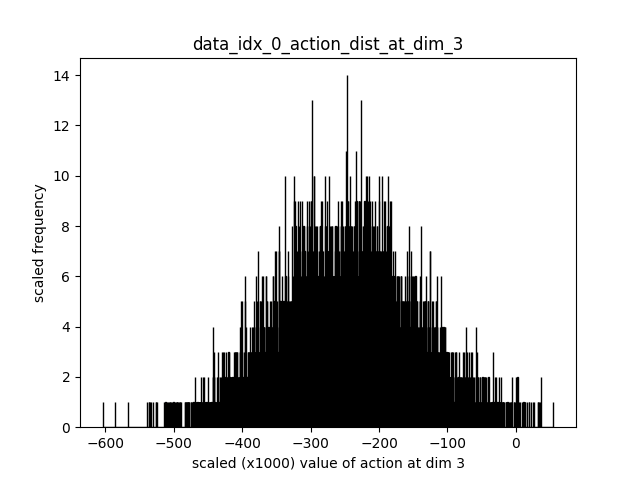 data_idx_0_action_dist_at_dim_3
scaled frequency
14
12
10
8
6
4
2
0
−600 −500 −400 −300 −200 −100 0
scaled (x1000) value of action at dim 3